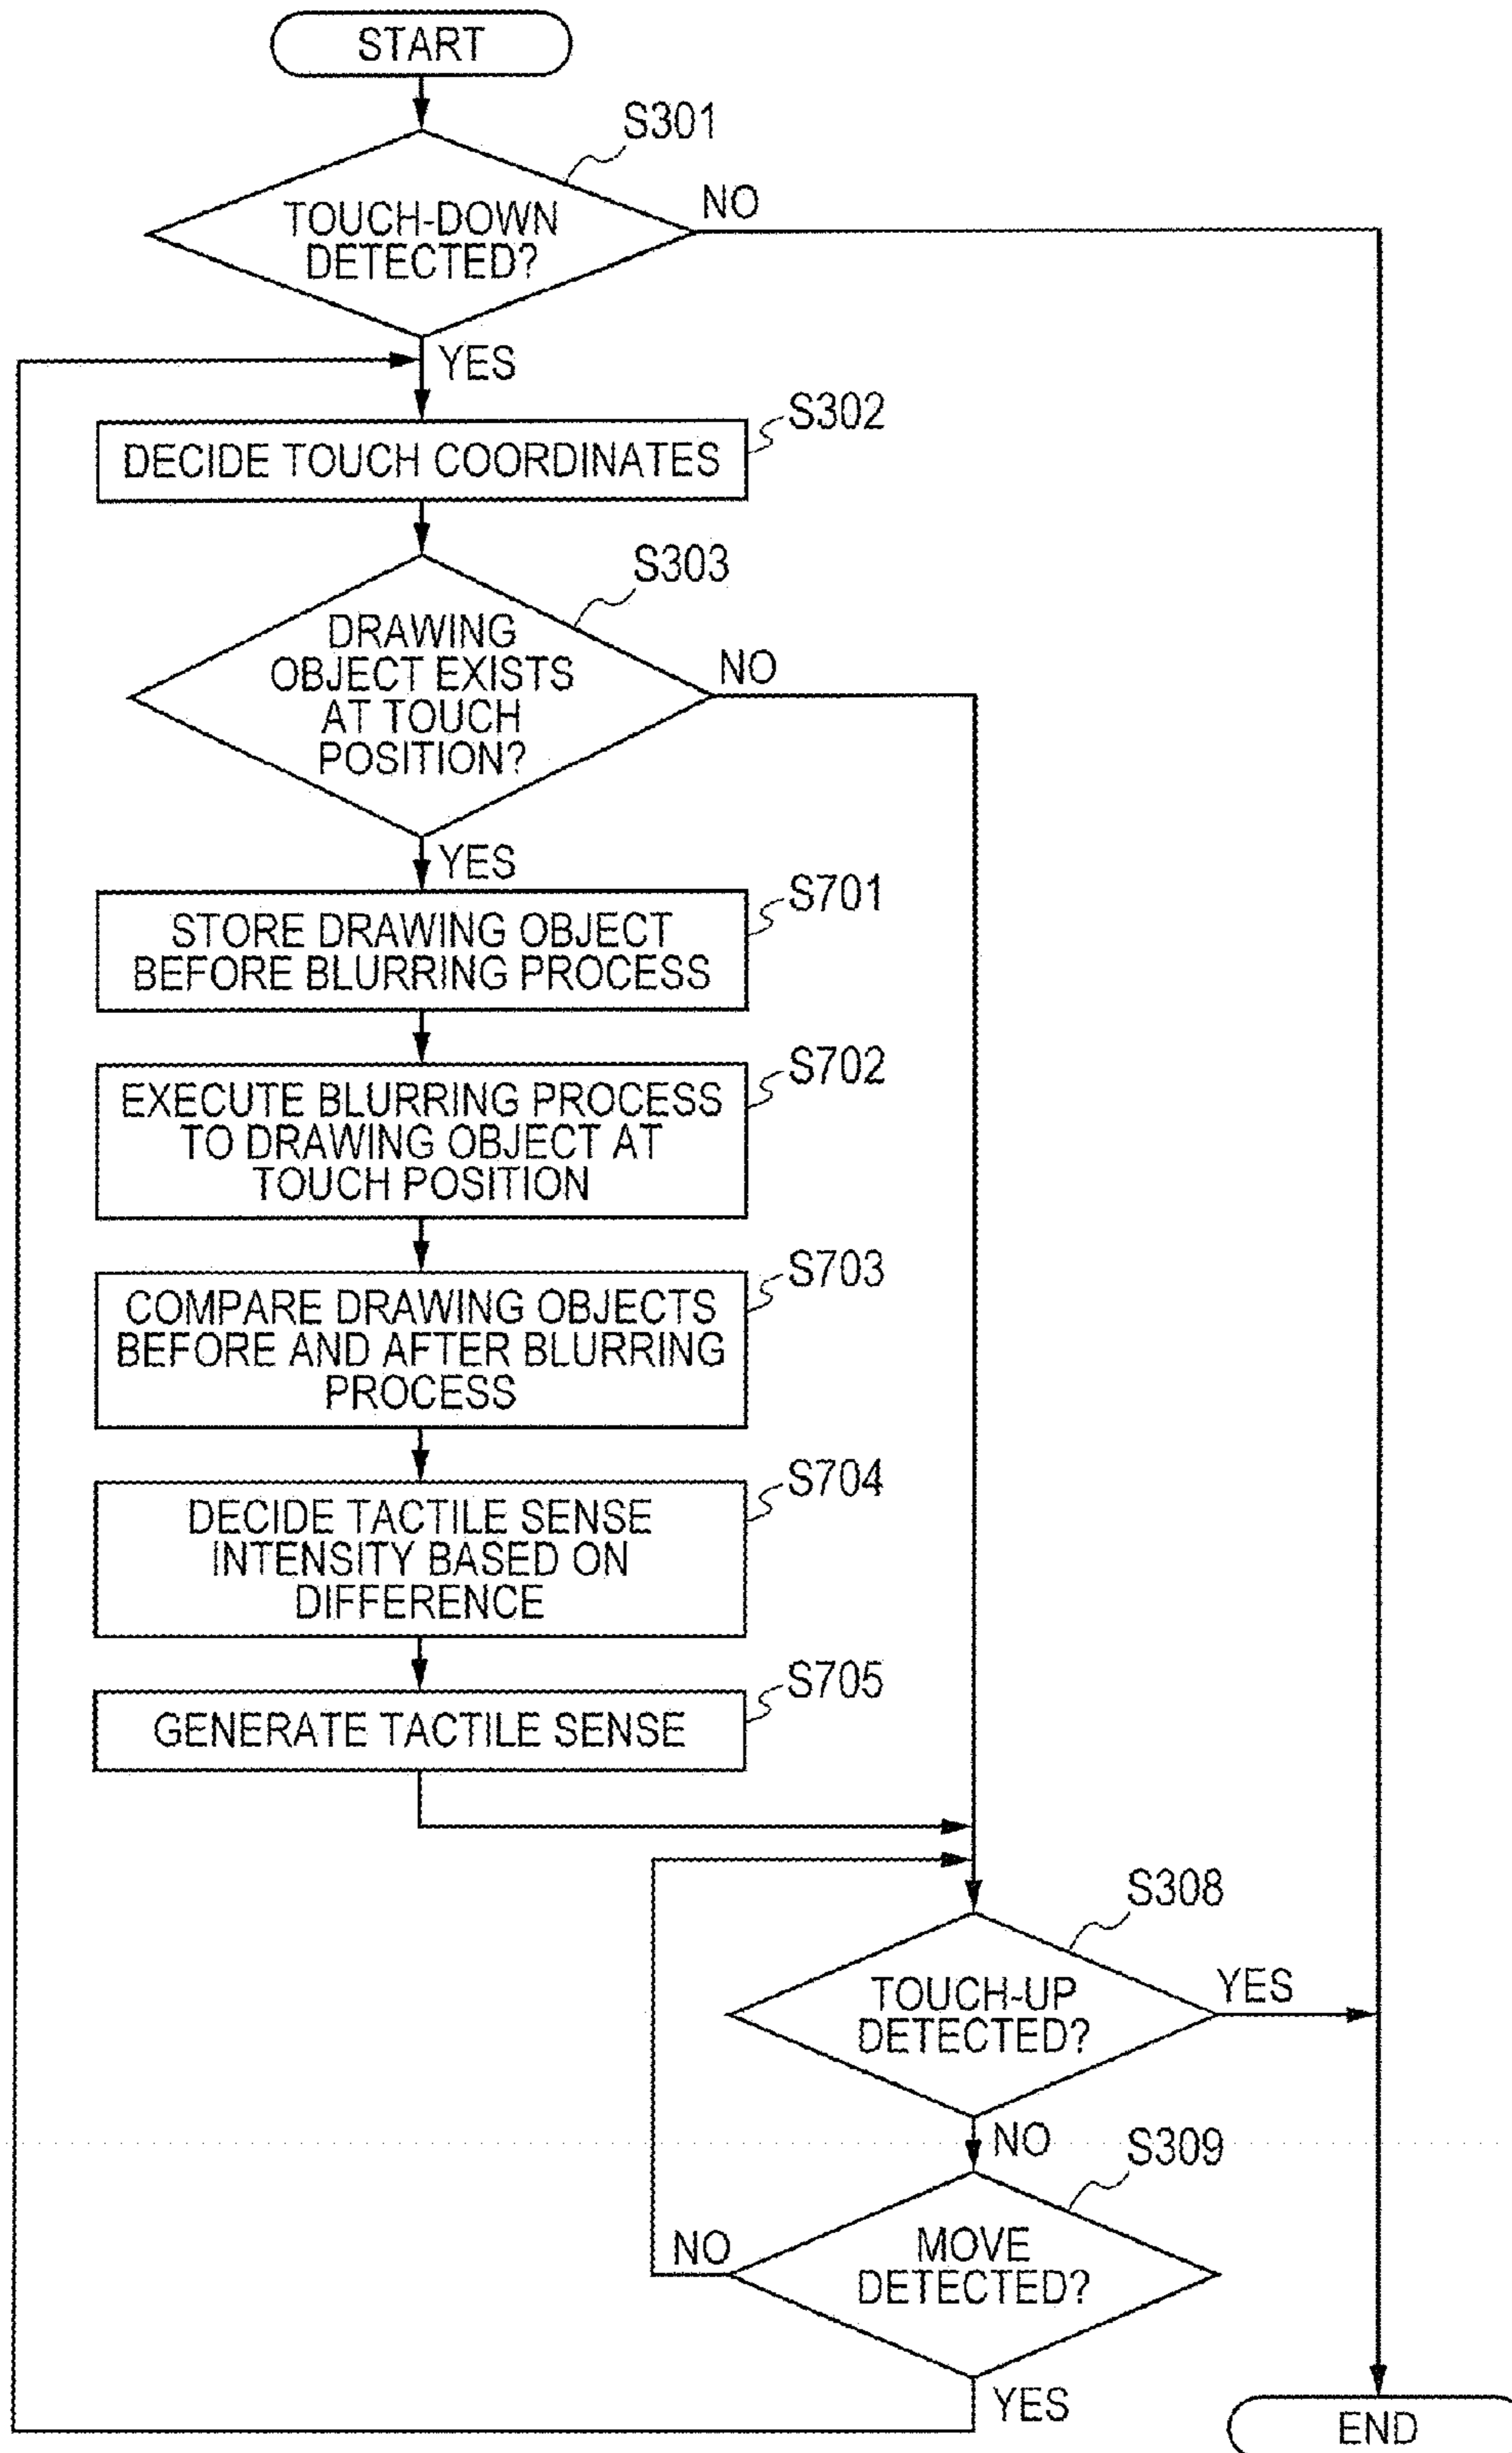 START
S301
TOUCH-DOWN
DETECTED?
NO
YES
S302
DECIDE TOUCH COORDINATES
S303
DRAWING
OBJECT EXISTS
AT TOUCH
POSITION?
NO
YES
S701
STORE DRAWING OBJECT
BEFORE BLURRING PROCESS
S702
EXECUTE BLURRING PROCESS
TO DRAWING OBJECT AT
TOUCH POSITION
S703
COMPARE DRAWING OBJECTS
BEFORE AND AFTER BLURRING
PROCESS
S704
DECIDE TACTILE SENSE
INTENSITY BASED ON
DIFFERENCE
S705
GENERATE TACTILE SENSE
S308
TOUCH-UP
DETECTED?
YES
NO
S309
MOVE
DETECTED?
NO
YES
END